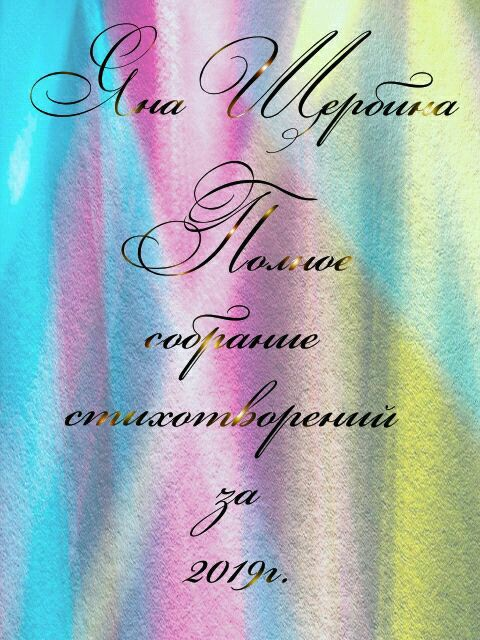 Яна Щербина
Полное
собрание
стихотворений
за
2019г.